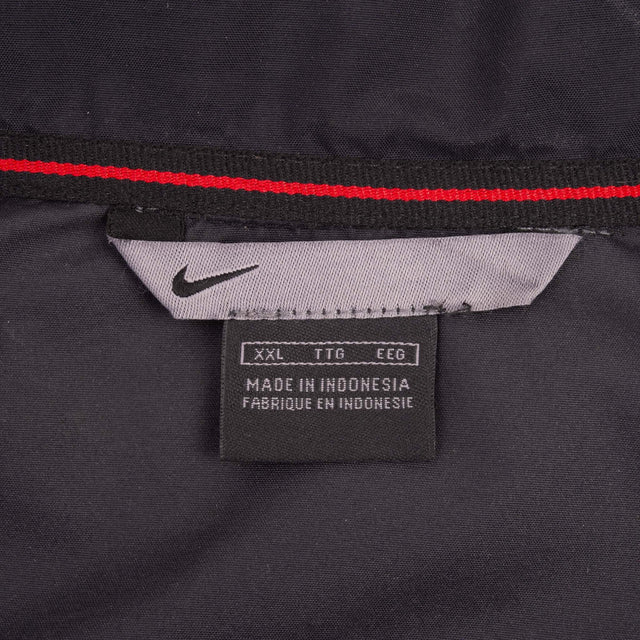 XXL TTG EEG
MADE IN INDONESIA
FABRIQUE EN INDONESIE